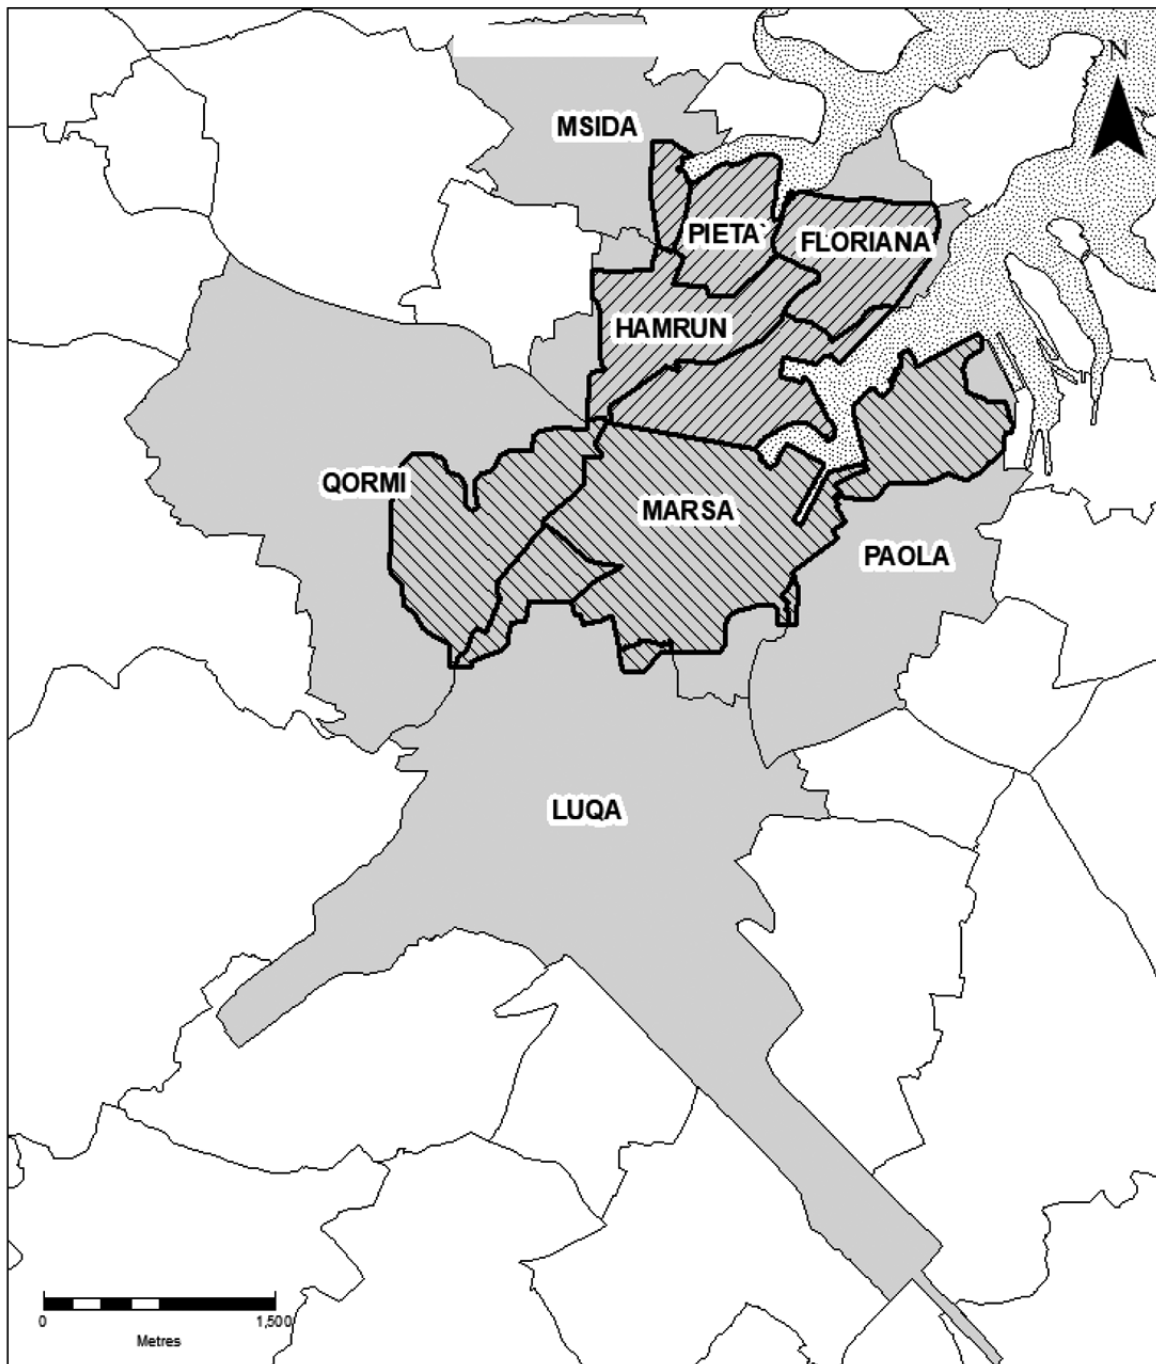 N
MSIDA
PIETA`
FLORIANA
HAMRUN
QORMI
MARSA
PAOLA
LUQA
0 1,500
Metres